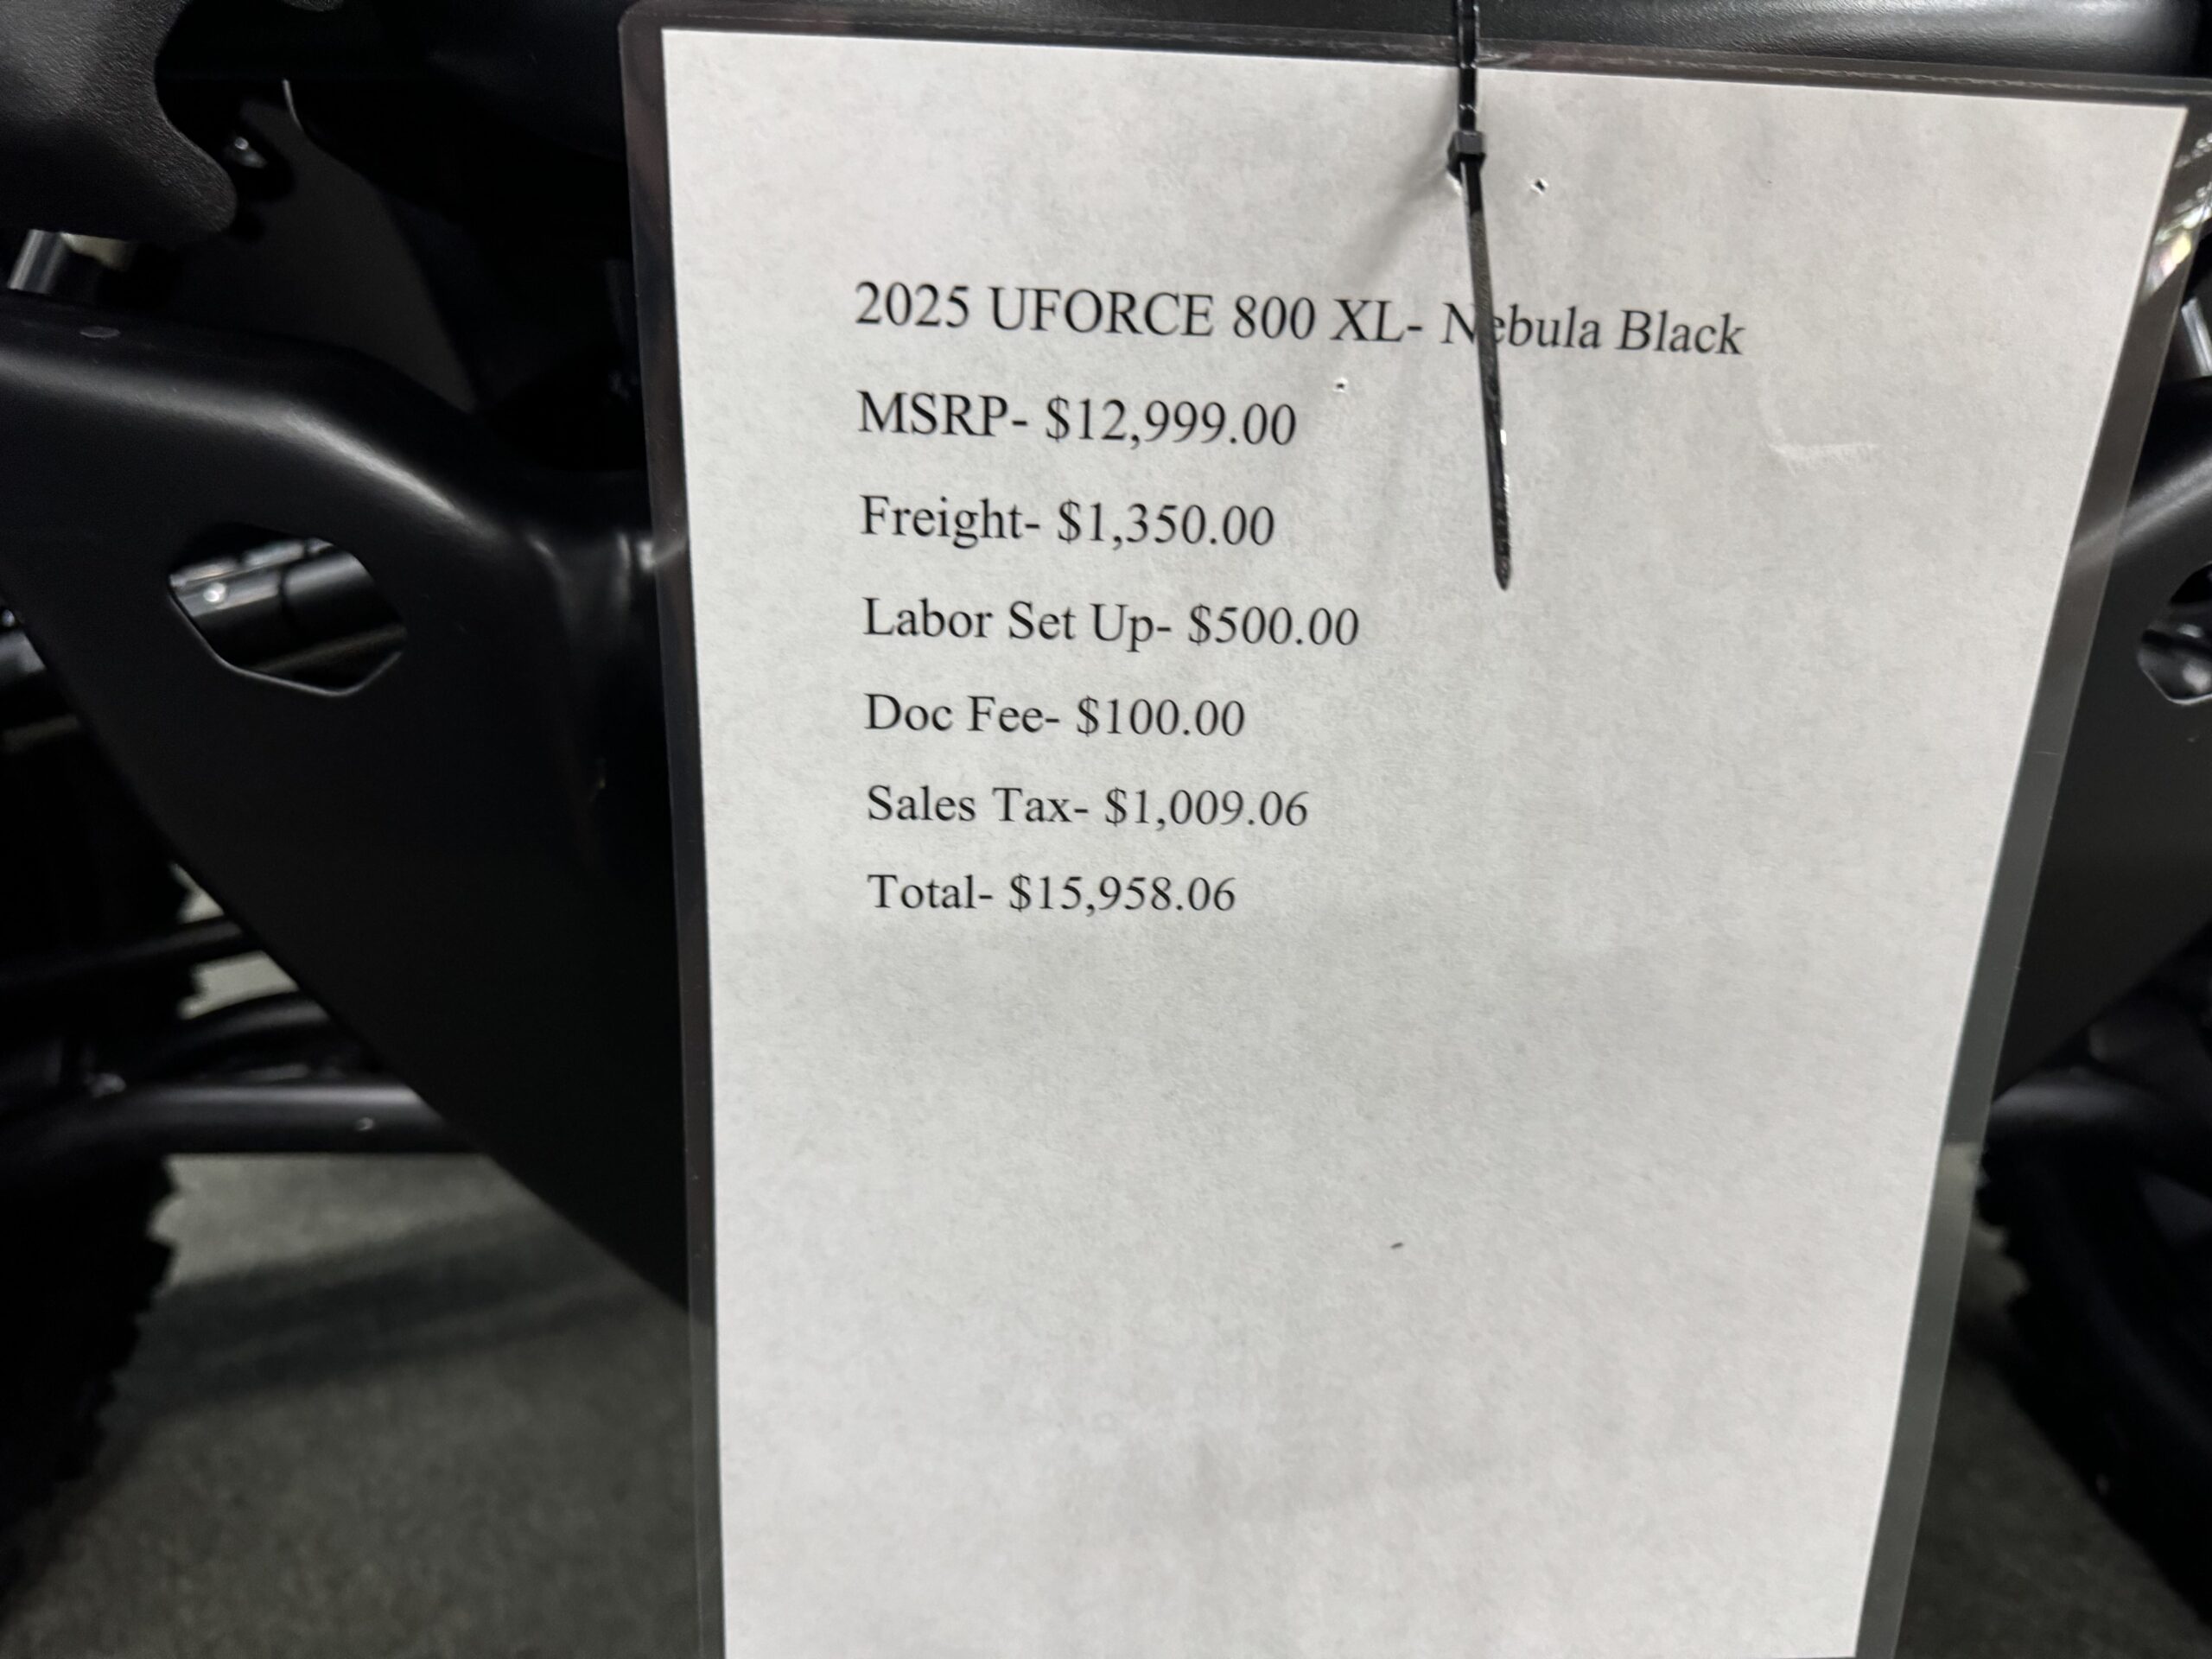 2025 UFORCE 800 XL- Nebula Black
MSRP- $12,999.00
Freight- $1,350.00
Labor Set Up- $500.00
Doc Fee- $100.00
Sales Tax- $1,009.06
Total- $15,958.06